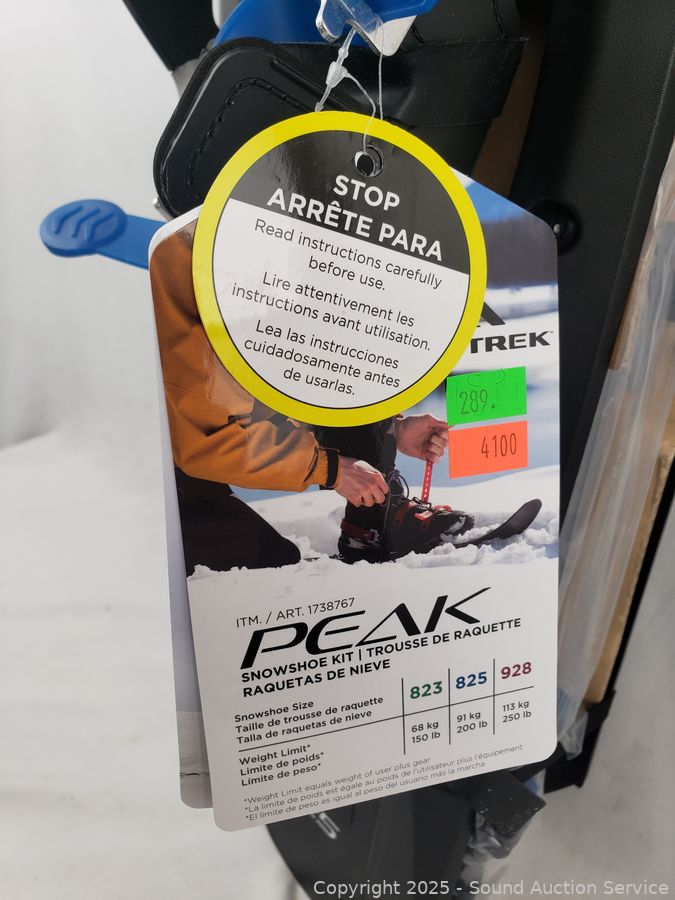 STOP
ARRÊTE PARA
Read instructions carefully
before use.
Lire attentivement les
instructions avant utilisation.
Lea las instrucciones
cuidadosamente antes
de usarlas.
TREK
289.
4100
ITM. / ART. 1738767
PEAK
SNOWSHOE KIT | TROUSSE DE RAQUETTE
RAQUETAS DE NIEVE
Snowshoe Size
Taille de trousse de raquette
Talla de raquetas de nieve
823 825 928
Weight Limit*
Limite de poids*
Límite de peso*
68 kg 91 kg 113 kg
150 lb 200 lb 250 lb
*Weight Limit equals weight of user plus gear
*La limite de poids est égale au poids de l'utilisateur plus l'équipement
*El límite de peso es igual al peso del usuario más la marcha
Copyright 2025 - Sound Auction Service